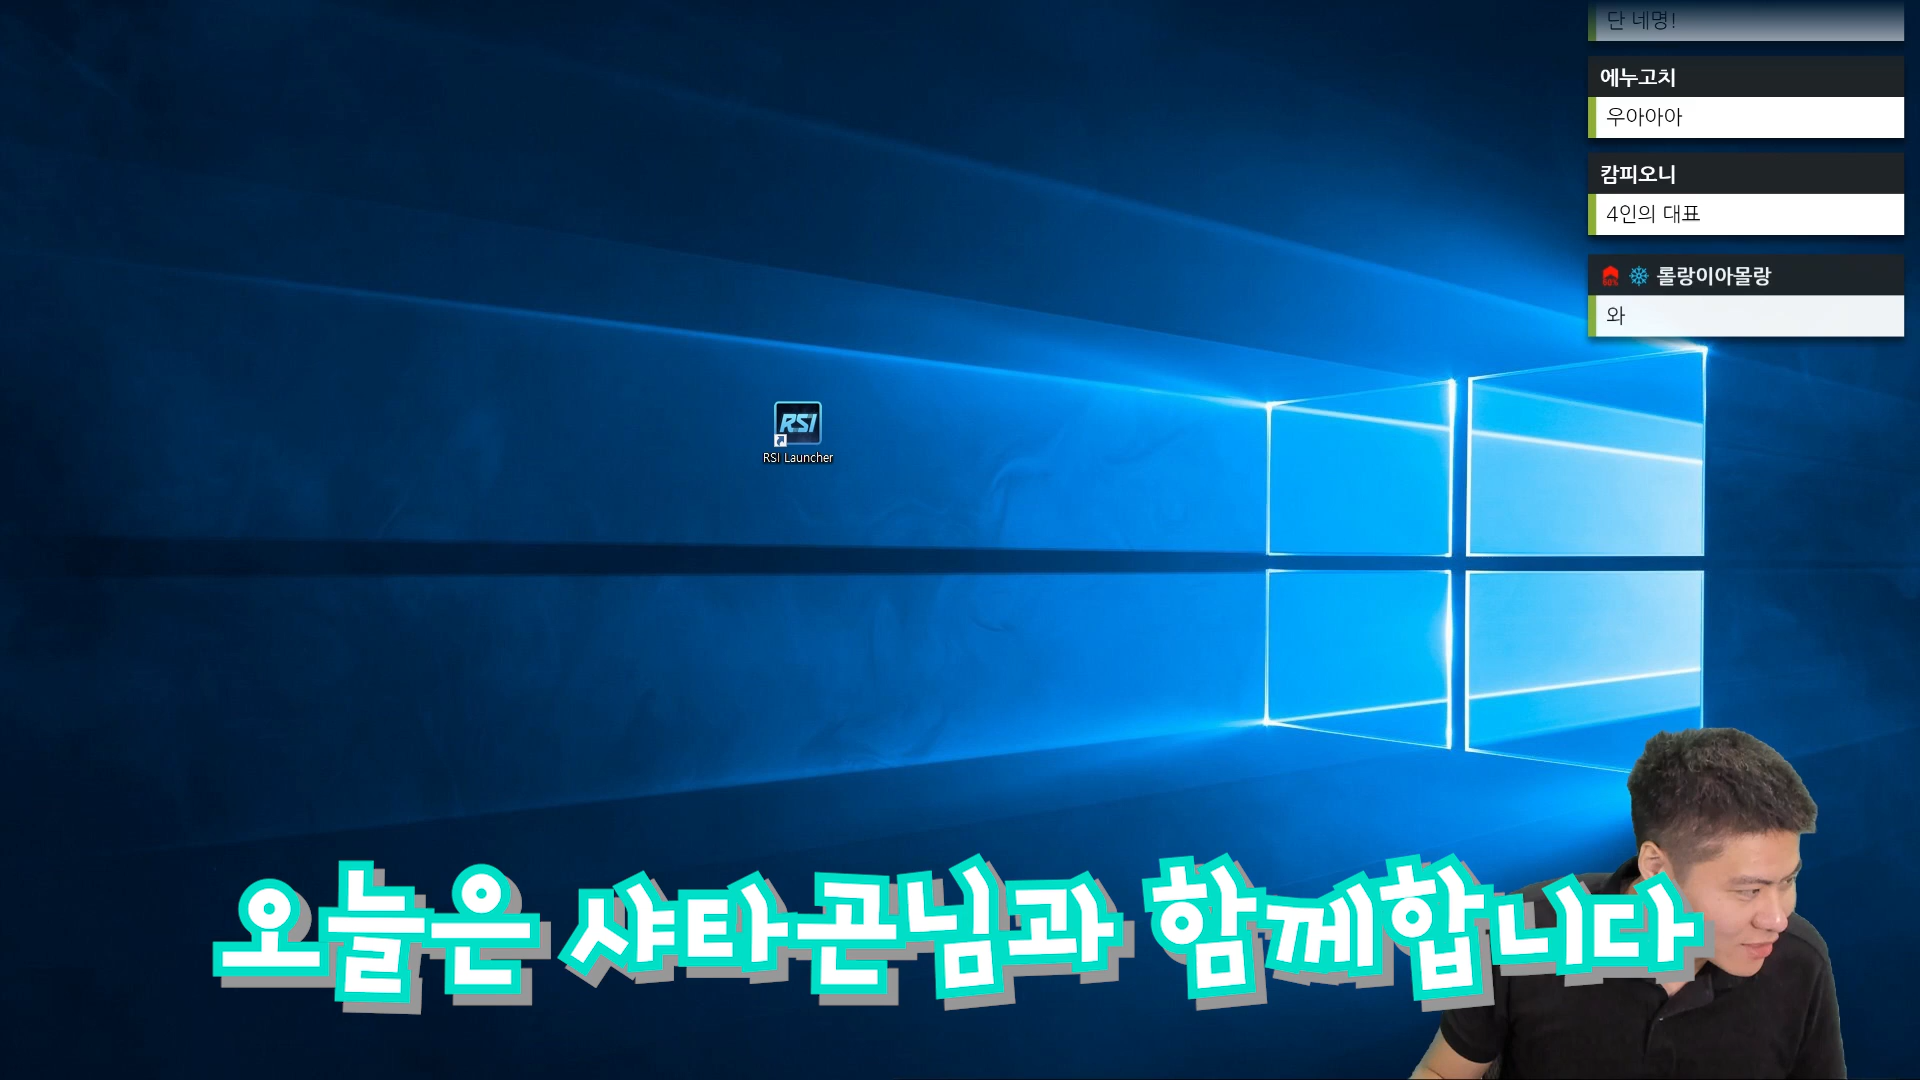 단 네명!
에누고치
우아아아
캄피오니
4인의 대표
롤랑이아몰랑
와
RSI
RSI Launcher
오늘은 샤타곤님과 함께합니다